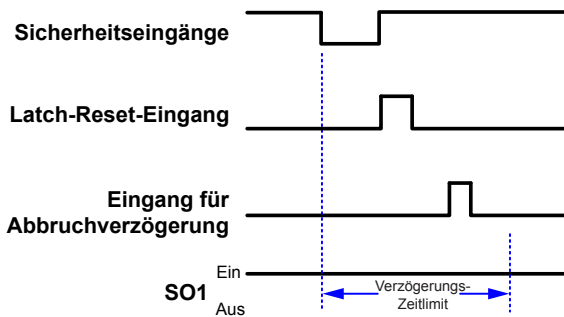 Sicherheitseingänge
Latch-Reset-Eingang
Eingang für
Abbruchverzögerung
Ein
SO1
Aus
Verzögerungs-
Zeitlimit